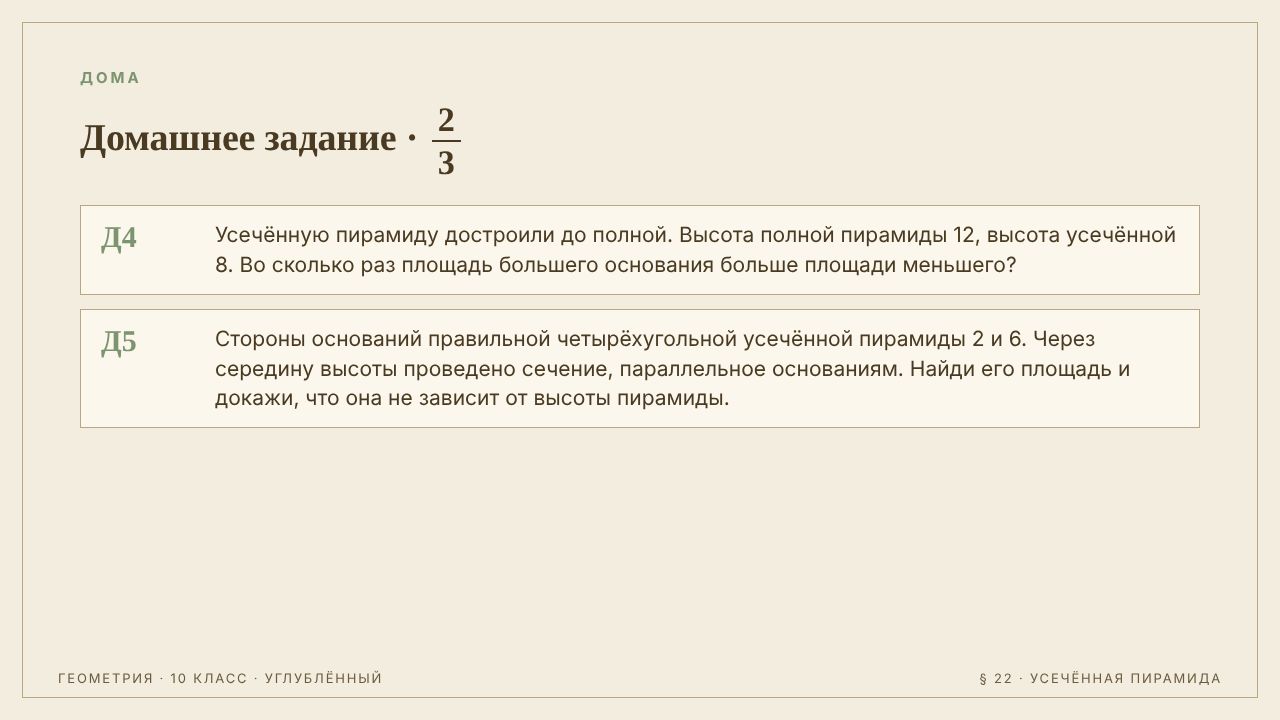 ДОМА
Домашнее задание · 2/3
Д4
Усечённую пирамиду достроили до полной. Высота полной пирамиды 12, высота усечённой
8. Во сколько раз площадь большего основания больше площади меньшего?
Д5
Стороны оснований правильной четырёхугольной усечённой пирамиды 2 и 6. Через
середину высоты проведено сечение, параллельное основаниям. Найди его площадь и
докажи, что она не зависит от высоты пирамиды.
ГЕОМЕТРИЯ · 10 КЛАСС · УГЛУБЛЁННЫЙ
§ 22 · УСЕЧЁННАЯ ПИРАМИДА